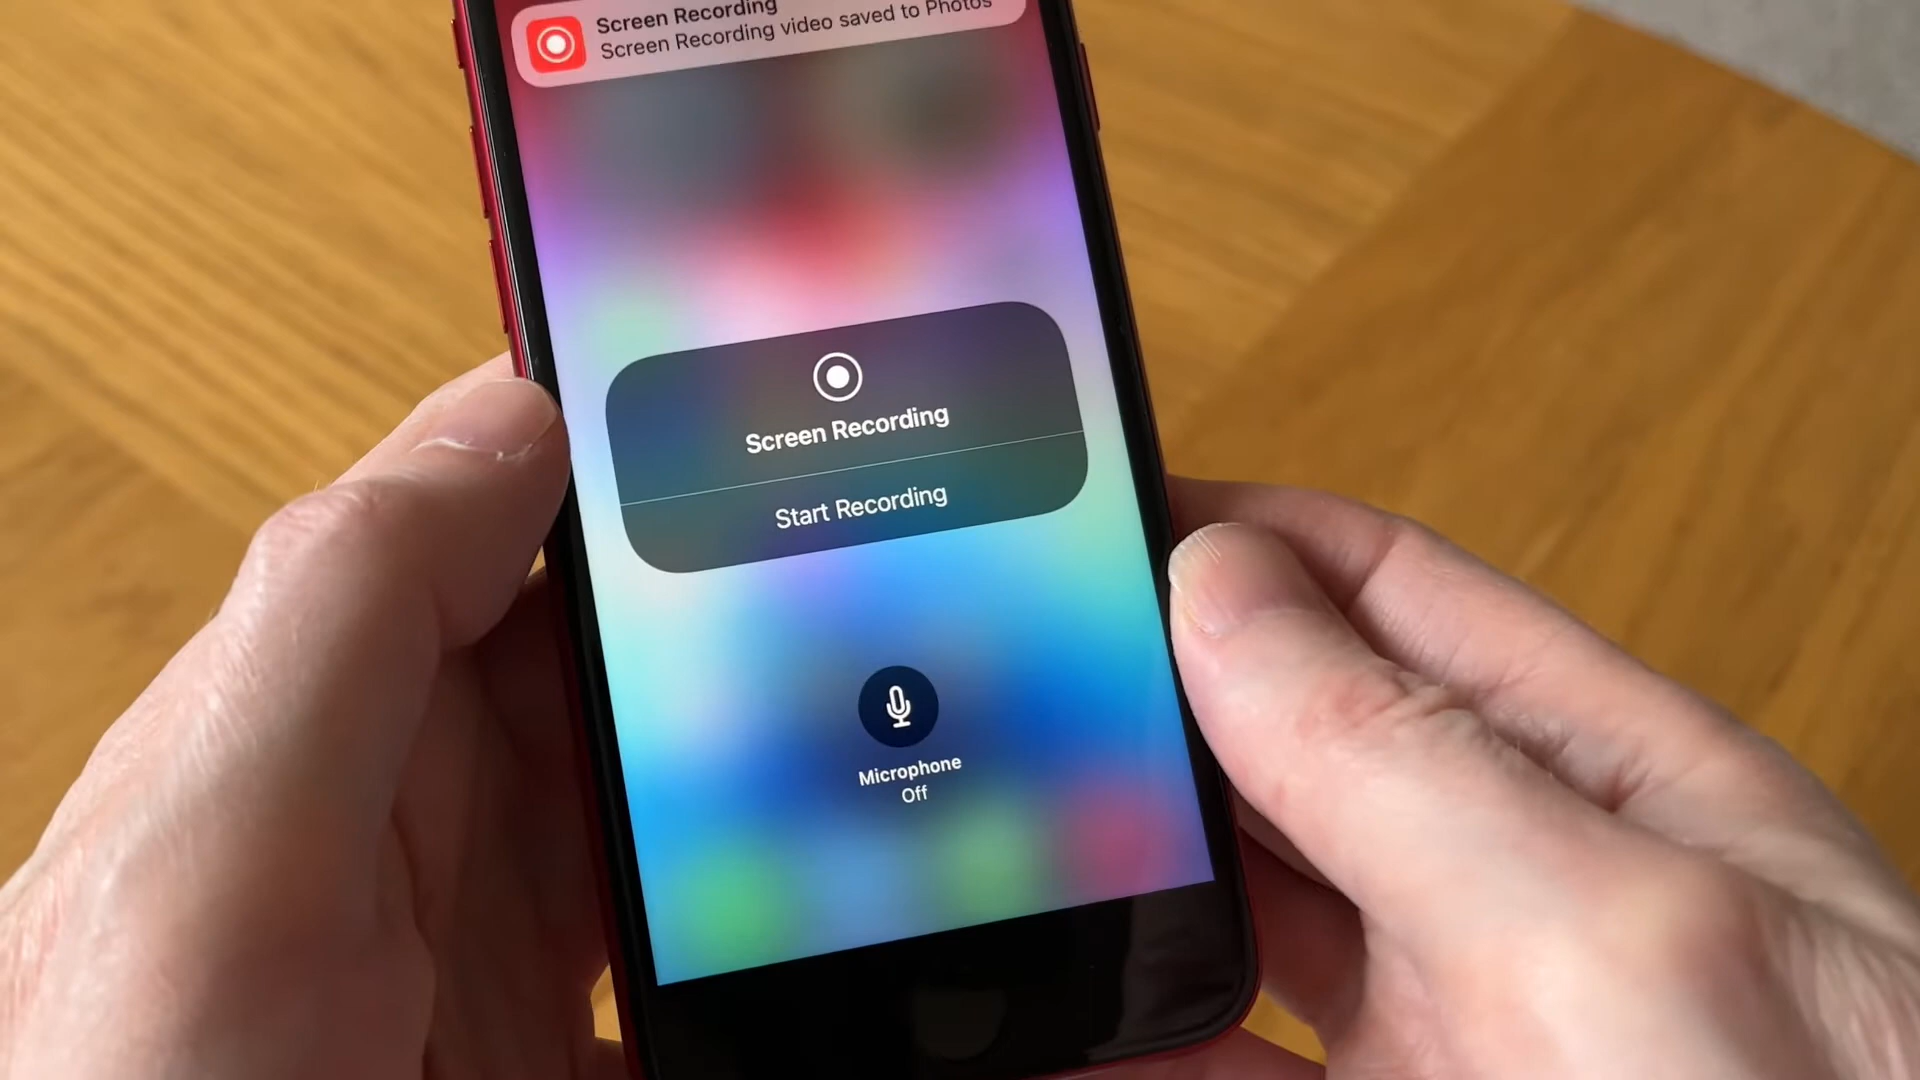 Screen Recording
Screen Recording video saved to Photos
Screen Recording
Start Recording
Microphone
Off